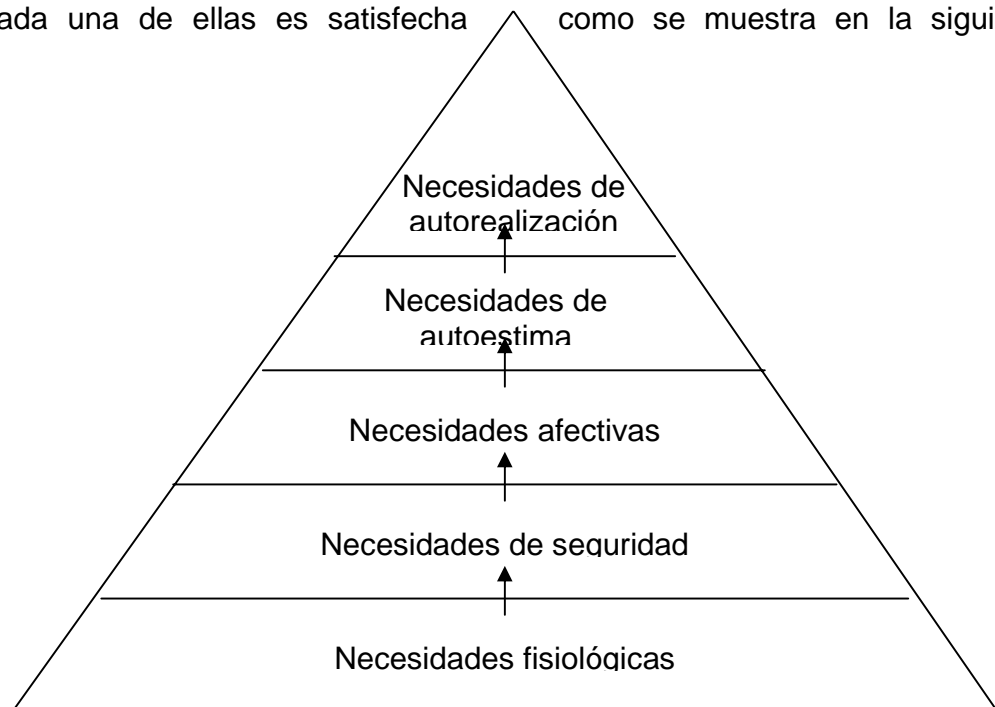 ada una de ellas es satisfecha como se muestra en la sigui
Necesidades de
autorealización
Necesidades de
autoestima
Necesidades afectivas
Necesidades de seguridad
Necesidades fisiológicas